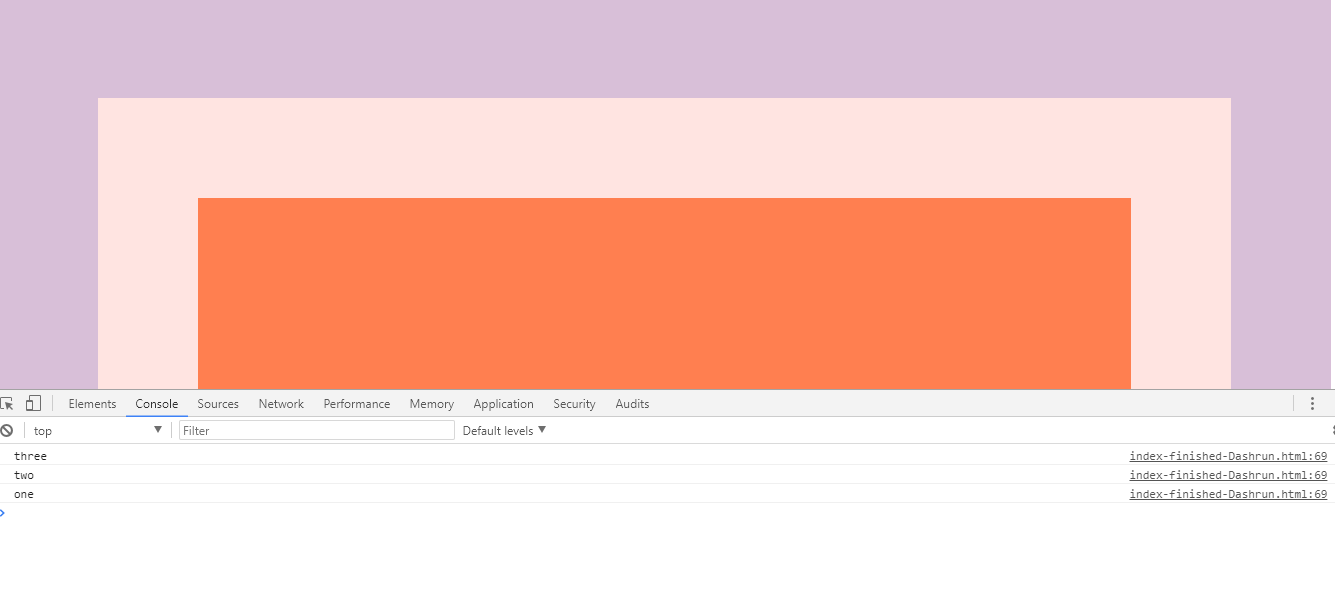 Elements Console Sources Network Performance Memory Application Security Audits
top Filter Default levels
three index-finished-Dashrun.html:69
two index-finished-Dashrun.html:69
one index-finished-Dashrun.html:69